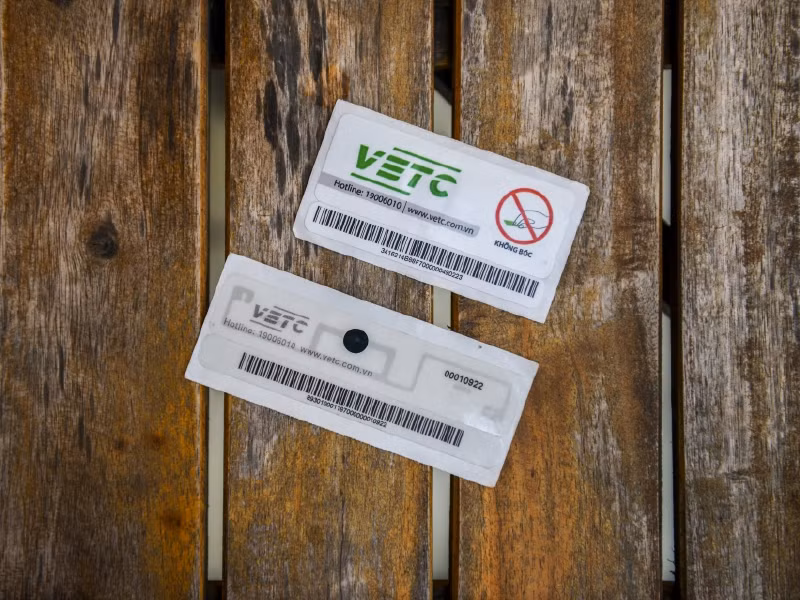 VETC
Hotline: 19006010 | www.vetc.com.vn
KHÔNG BÓC
VETC
Hotline: 19006010 www.vetc.com.vn
00010922